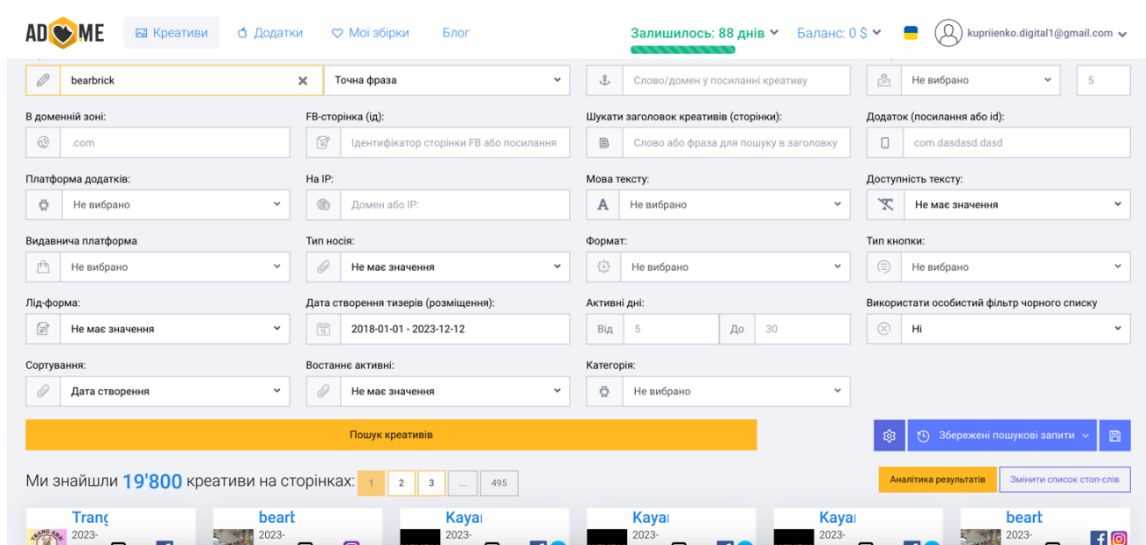 ADHOME Креативи Додатки Мої збірки Блог Залишилось: 88 днів Баланс: 0 $ kupriienko.digital1@gmail.com
bearbrick Точна фраза Слово/домен у посиланні креативу Не вибрано 5
В доменній зоні: FB-сторінка (ід): Шукати заголовок креативів (сторінки): Додаток (посилання або id):
.com Ідентифікатор сторінки FB або посилання Слово або фраза для пошуку в заголовку com.dasdasd.dasd
Платформа додатків: На IP: Мова тексту: Доступність тексту:
Не вибрано Домен або IP: Не вибрано Не має значення
Видавнича платформа Тип носія: Формат: Тип кнопки:
Не вибрано Не має значення Не вибрано Не вибрано
Лід-форма: Дата створення тизерів (розміщення): Активні дні: Використати особистий фільтр чорного списку
Не має значення 2018-01-01 - 2023-12-12 Від 5 До 30 Ні
Сортування: Востаннє активні: Категорія:
Дата створення Не має значення Не вибрано
Пошук креативів Збережені пошукові запити
Ми знайшли 19'800 креативи на сторінках: 1 2 3 ... 495 Аналітика результатів Змінити список стоп-слів
Trang beart Kayar Kayar Kayar beart
2023- 2023- 2023- 2023- 2023- 2023-